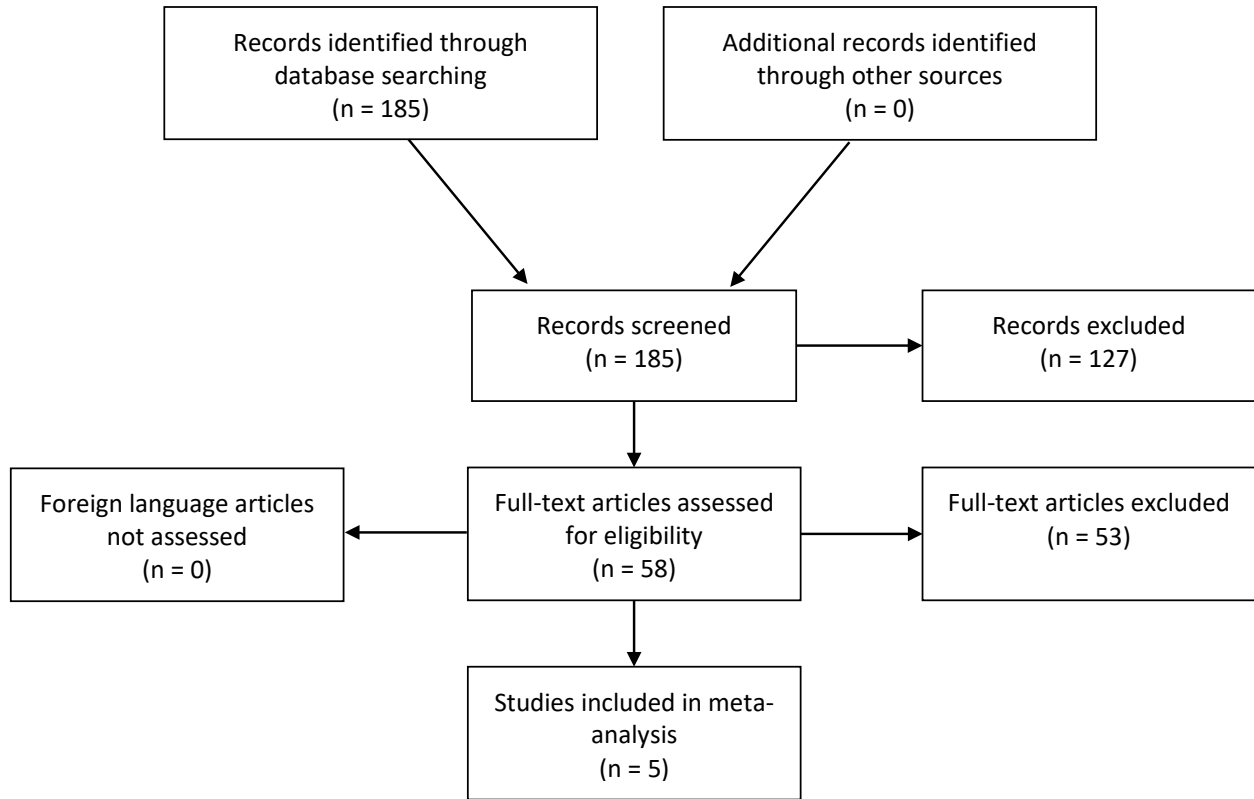 Records identified through
database searching
(n = 185)
Additional records identified
through other sources
(n = 0)
Records screened
(n = 185)
Records excluded
(n = 127)
Foreign language articles
not assessed
(n = 0)
Full-text articles assessed
for eligibility
(n = 58)
Full-text articles excluded
(n = 53)
Studies included in meta-
analysis
(n = 5)